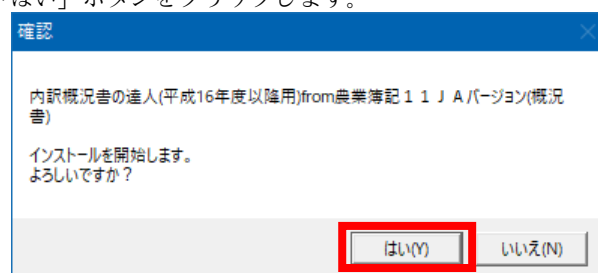 はい」ボタンをクリックします。
確認
内訳概況書の達人(平成16年度以降用)from農業簿記11JAバージョン(概況
書)
インストールを開始します。
よろしいですか?
はい(Y)
いいえ(N)